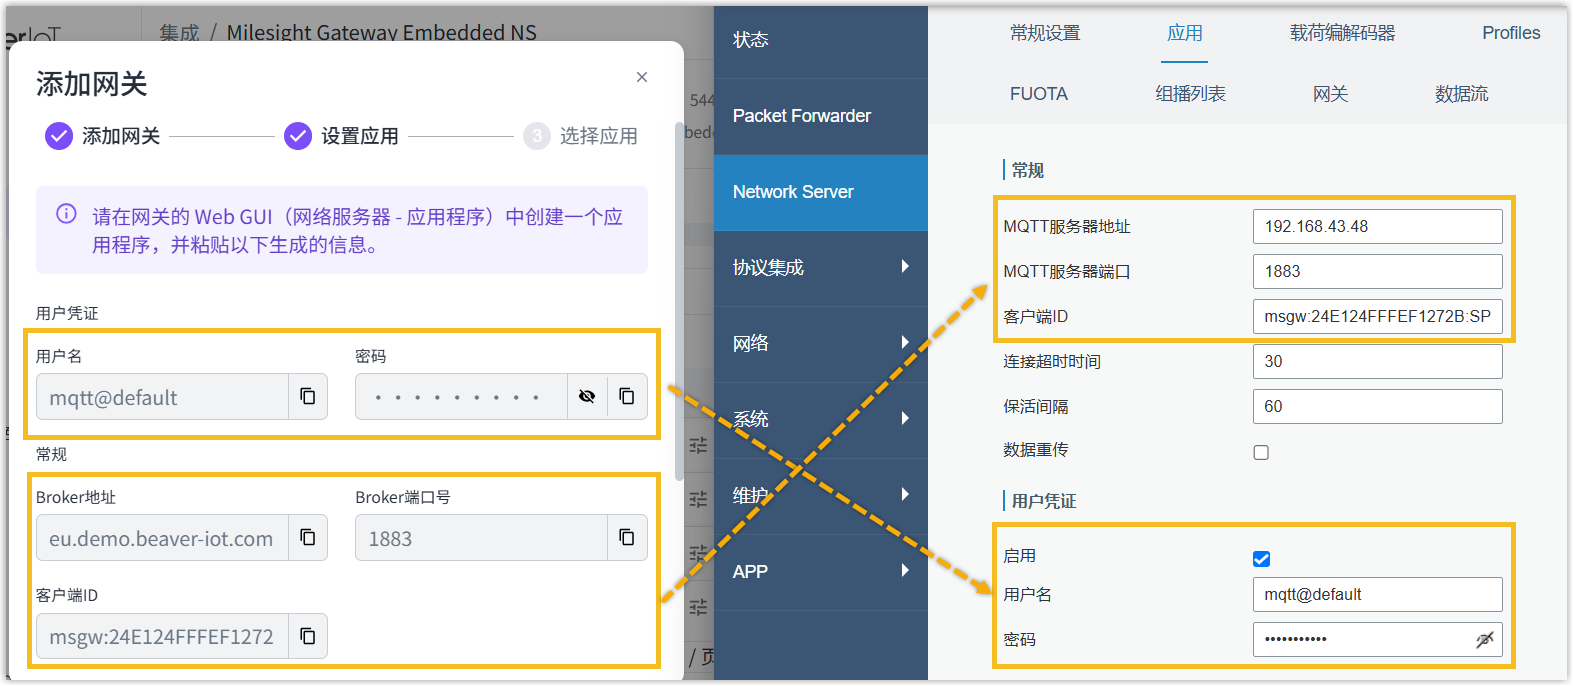 集成 / Milesight Gateway Embedded NS
添加网关
添加网关
设置应用
3 选择应用
请在网关的 Web GUI（网络服务器 - 应用程序）中创建一个应
用程序，并粘贴以下生成的信息。
用户凭证
用户名
密码
mqtt@default
常规
Broker地址
Broker端口号
eu.demo.beaver-iot.com
1883
客户端ID
msgw:24E124FFFEF1272
544
/ 页
状态
Packet Forwarder
Network Server
协议集成
网络
系统
维护
APP
常规设置
应用
载荷编解码器
Profiles
FUOTA
组播列表
网关
数据流
常规
MQTT服务器地址
192.168.43.48
MQTT服务器端口
1883
客户端ID
msgw:24E124FFFEF1272B:SP
连接超时时间
30
保活间隔
60
数据重传
用户凭证
启用
用户名
mqtt@default
密码